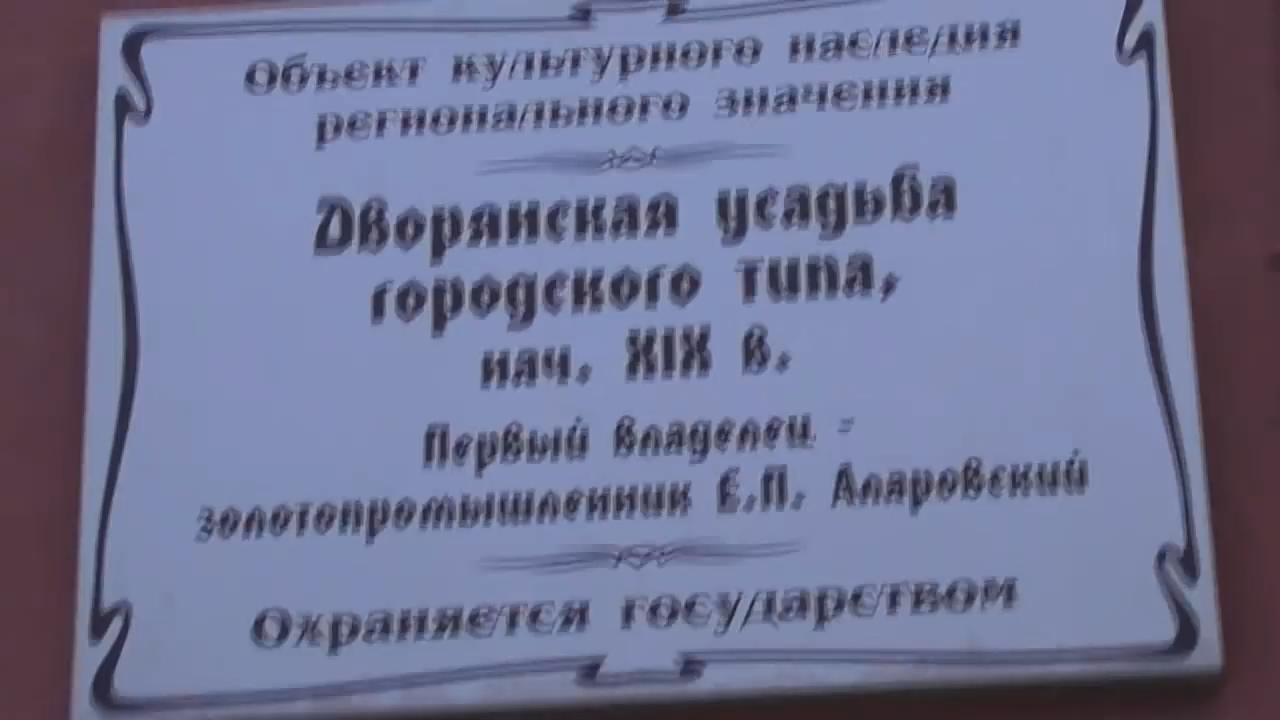 Объект культурного наследия
регионального значения
Дворянская усадьба
городского типа,
нач. XIX в.
Первый владелец -
золотопромышленник Е.П. Аларовский
Охраняется государством